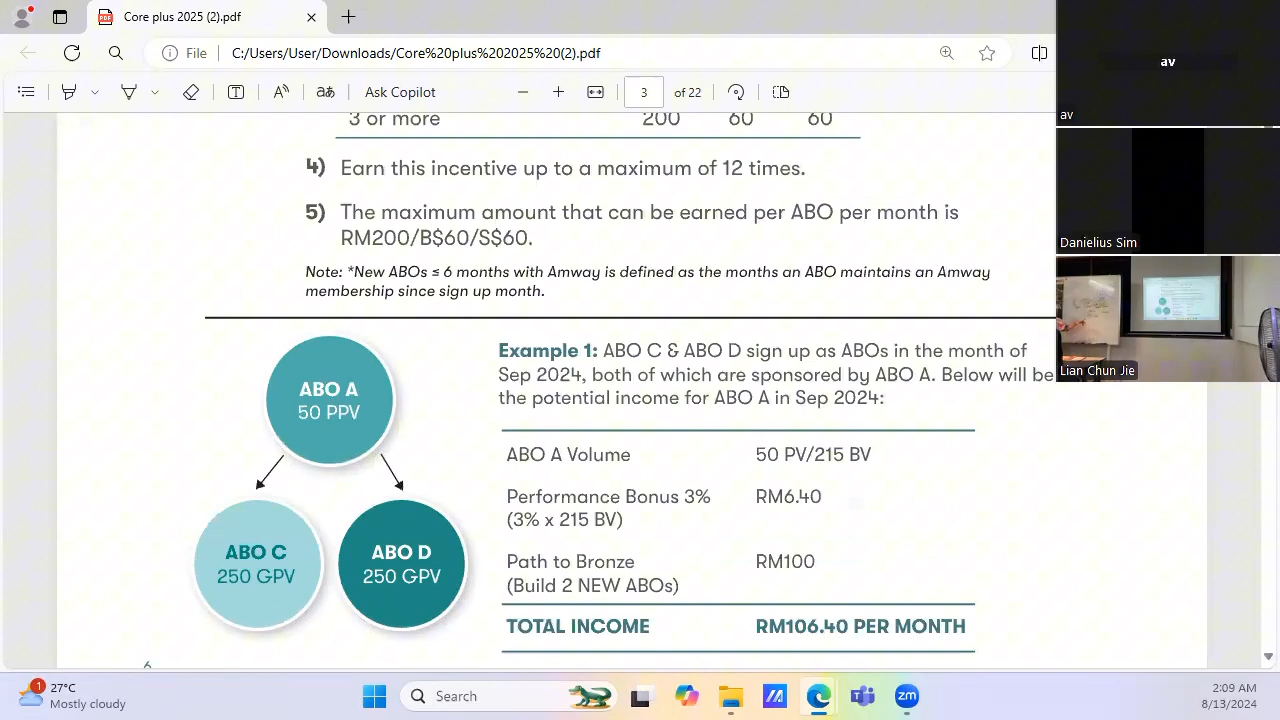 Core plus 2025 (2).pdf
File
C:/Users/User/Downloads/Core%20plus%202025%20(2).pdf
Ask Copilot
3
of 22
3 or more 200 60 60
4) Earn this incentive up to a maximum of 12 times.
5) The maximum amount that can be earned per ABO per month is
RM200/B$60/S$60.
Note: *New ABOs ≤ 6 months with Amway is defined as the months an ABO maintains an Amway
membership since sign up month.
ABO A
50 PPV
ABO C
250 GPV
ABO D
250 GPV
Example 1: ABO C & ABO D sign up as ABOs in the month of
Sep 2024, both of which are sponsored by ABO A. Below will be
the potential income for ABO A in Sep 2024:
ABO A Volume 50 PV/215 BV
Performance Bonus 3% RM6.40
(3% x 215 BV)
Path to Bronze RM100
(Build 2 NEW ABOs)
TOTAL INCOME RM106.40 PER MONTH
6
av
av
Danielius Sim
Lian Chun Jie
1
27°C
Mostly cloudy
Search
zm
2:09 AM
8/13/2024